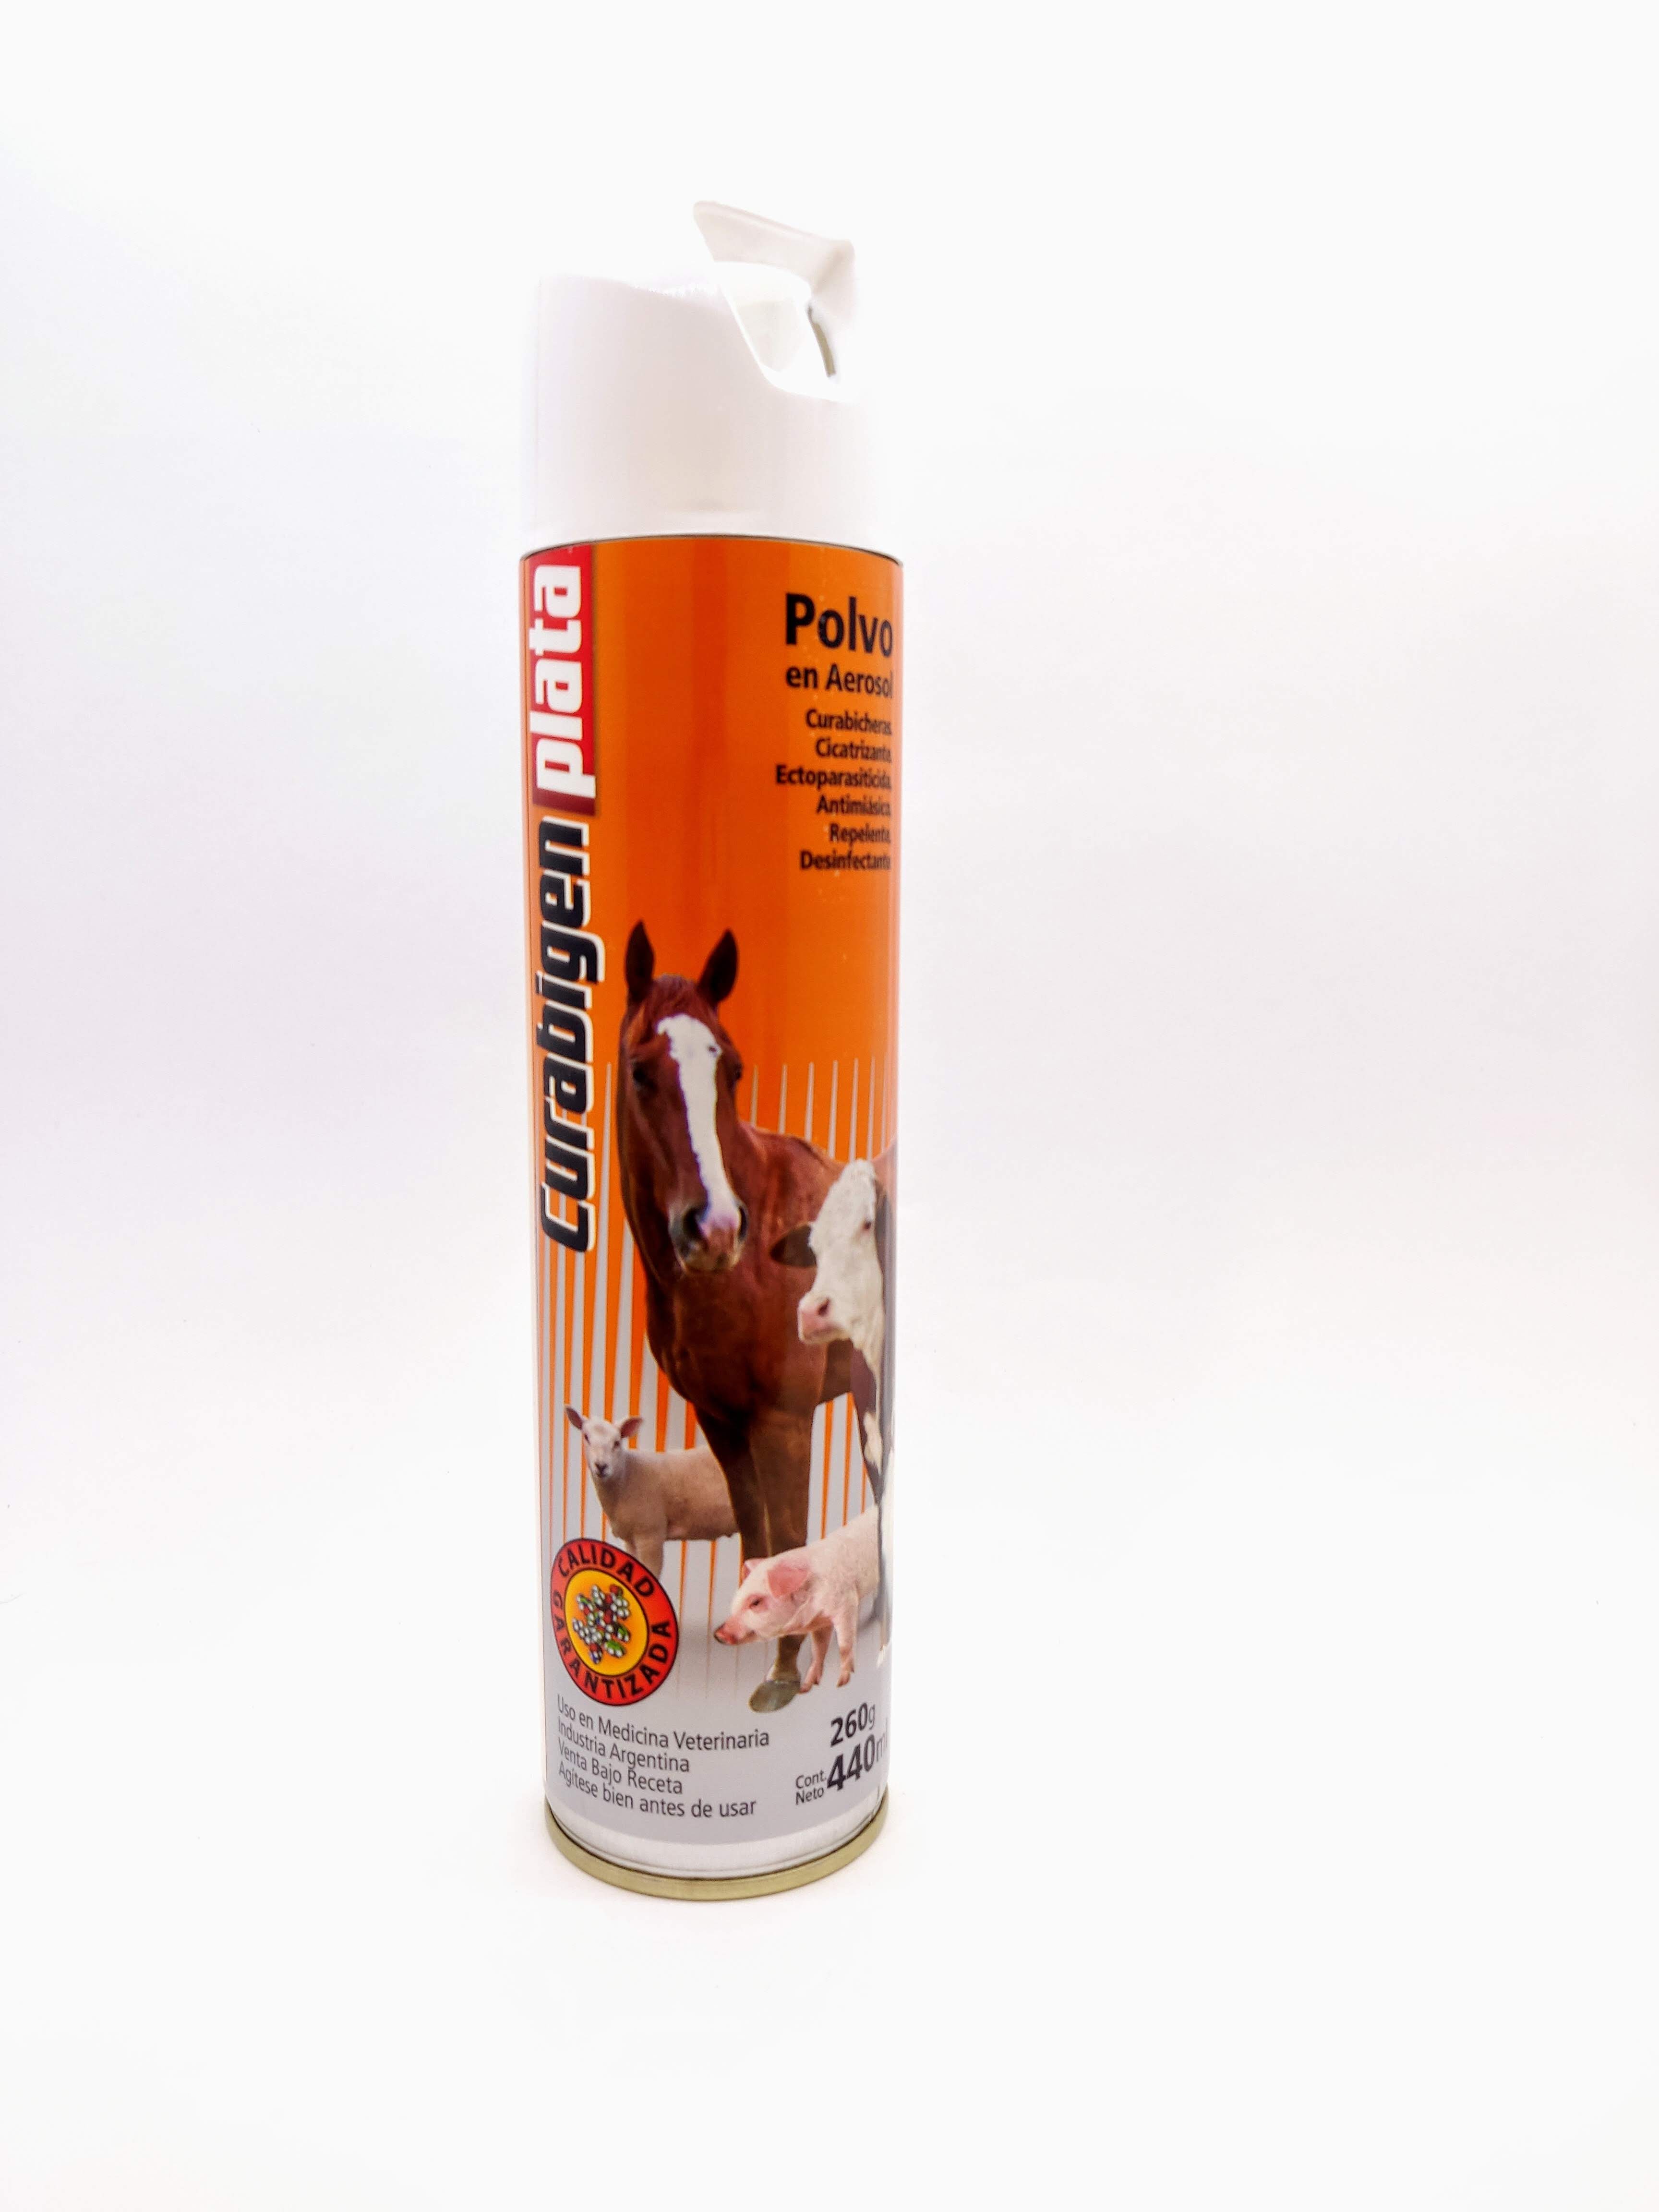 Curabigen plata
Polvo
en Aerosol
Curabicheras,
Cicatrizante,
Ectoparasiticida,
Antimiásico,
Repelente,
Desinfectante
CALIDAD GARANTIZADA
Uso en Medicina Veterinaria
Industria Argentina
Venta Bajo Receta
Agítese bien antes de usar
260g
Cont. Neto 440ml